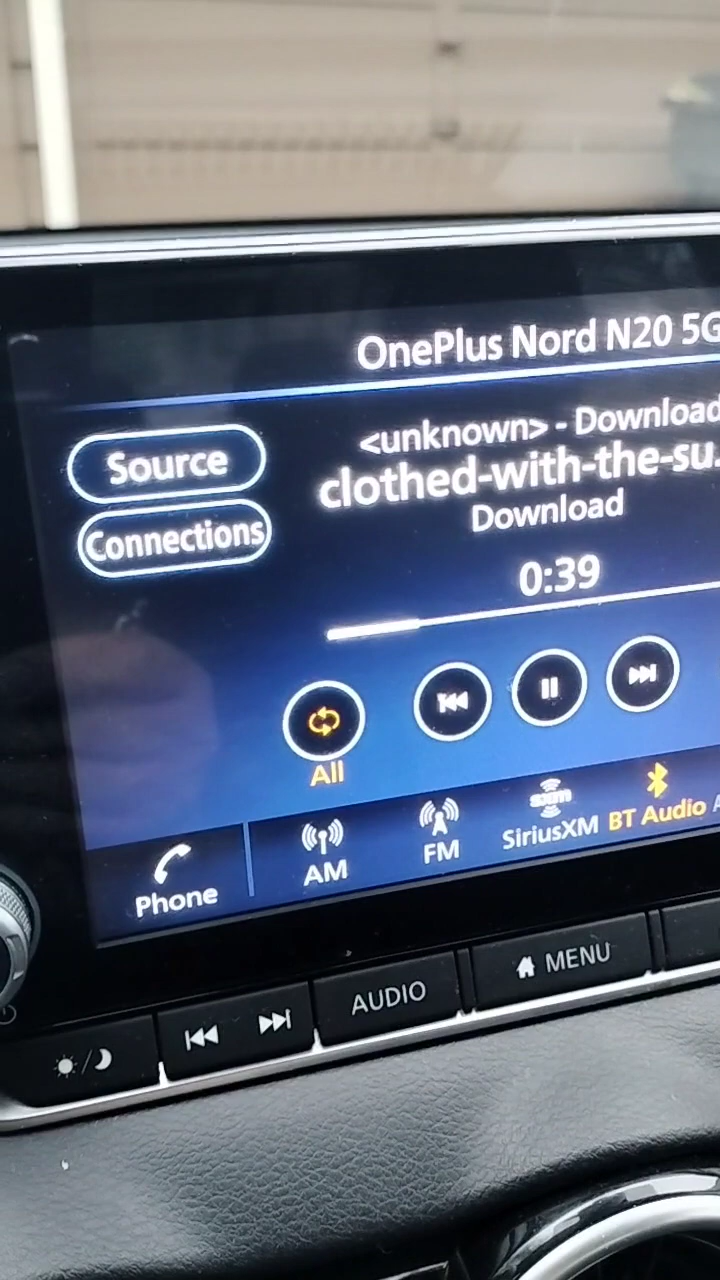 OnePlus Nord N20 5G
<unknown> - Download
Source
clothed-with-the-su..
Download
Connections
0:39
All
Phone
AM
FM
sxm
SiriusXM
BT Audio
A
AUDIO
MENU